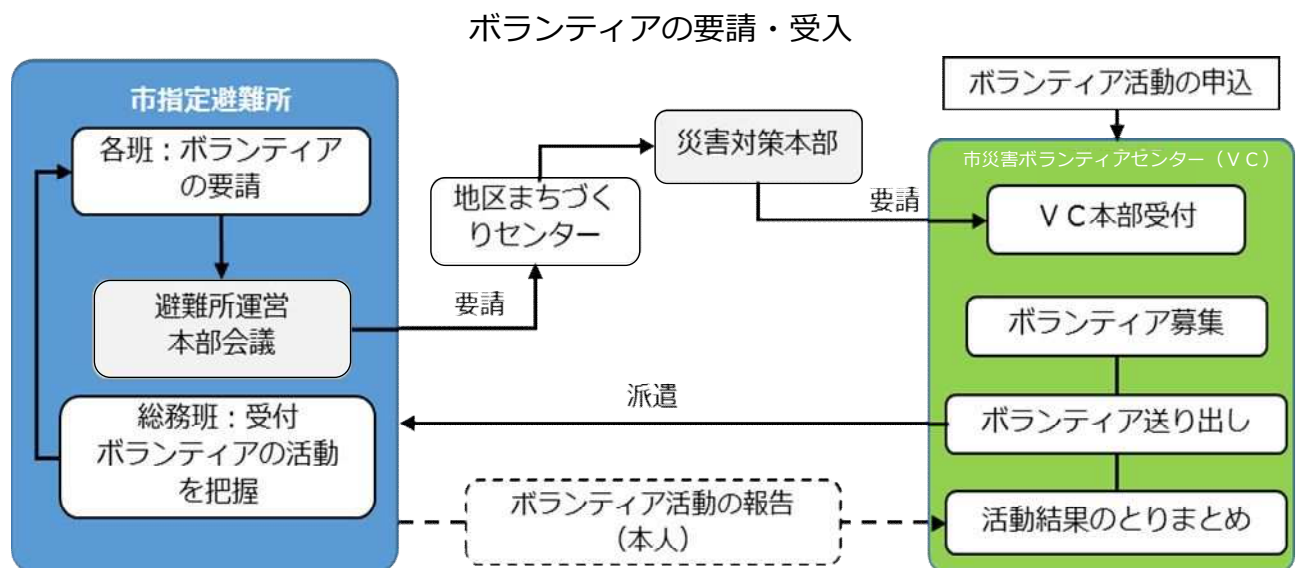 ボランティアの要請・受入
市指定避難所
各班：ボランティア
の要請
避難所運営
本部会議
総務班：受付
ボランティアの活動
を把握
要請
地区まちづく
りセンター
災害対策本部
要請
ボランティア活動の申込
市災害ボランティアセンター（ＶＣ）
ＶＣ本部受付
ボランティア募集
ボランティア送り出し
派遣
ボランティア活動の報告
（本人）
活動結果のとりまとめ